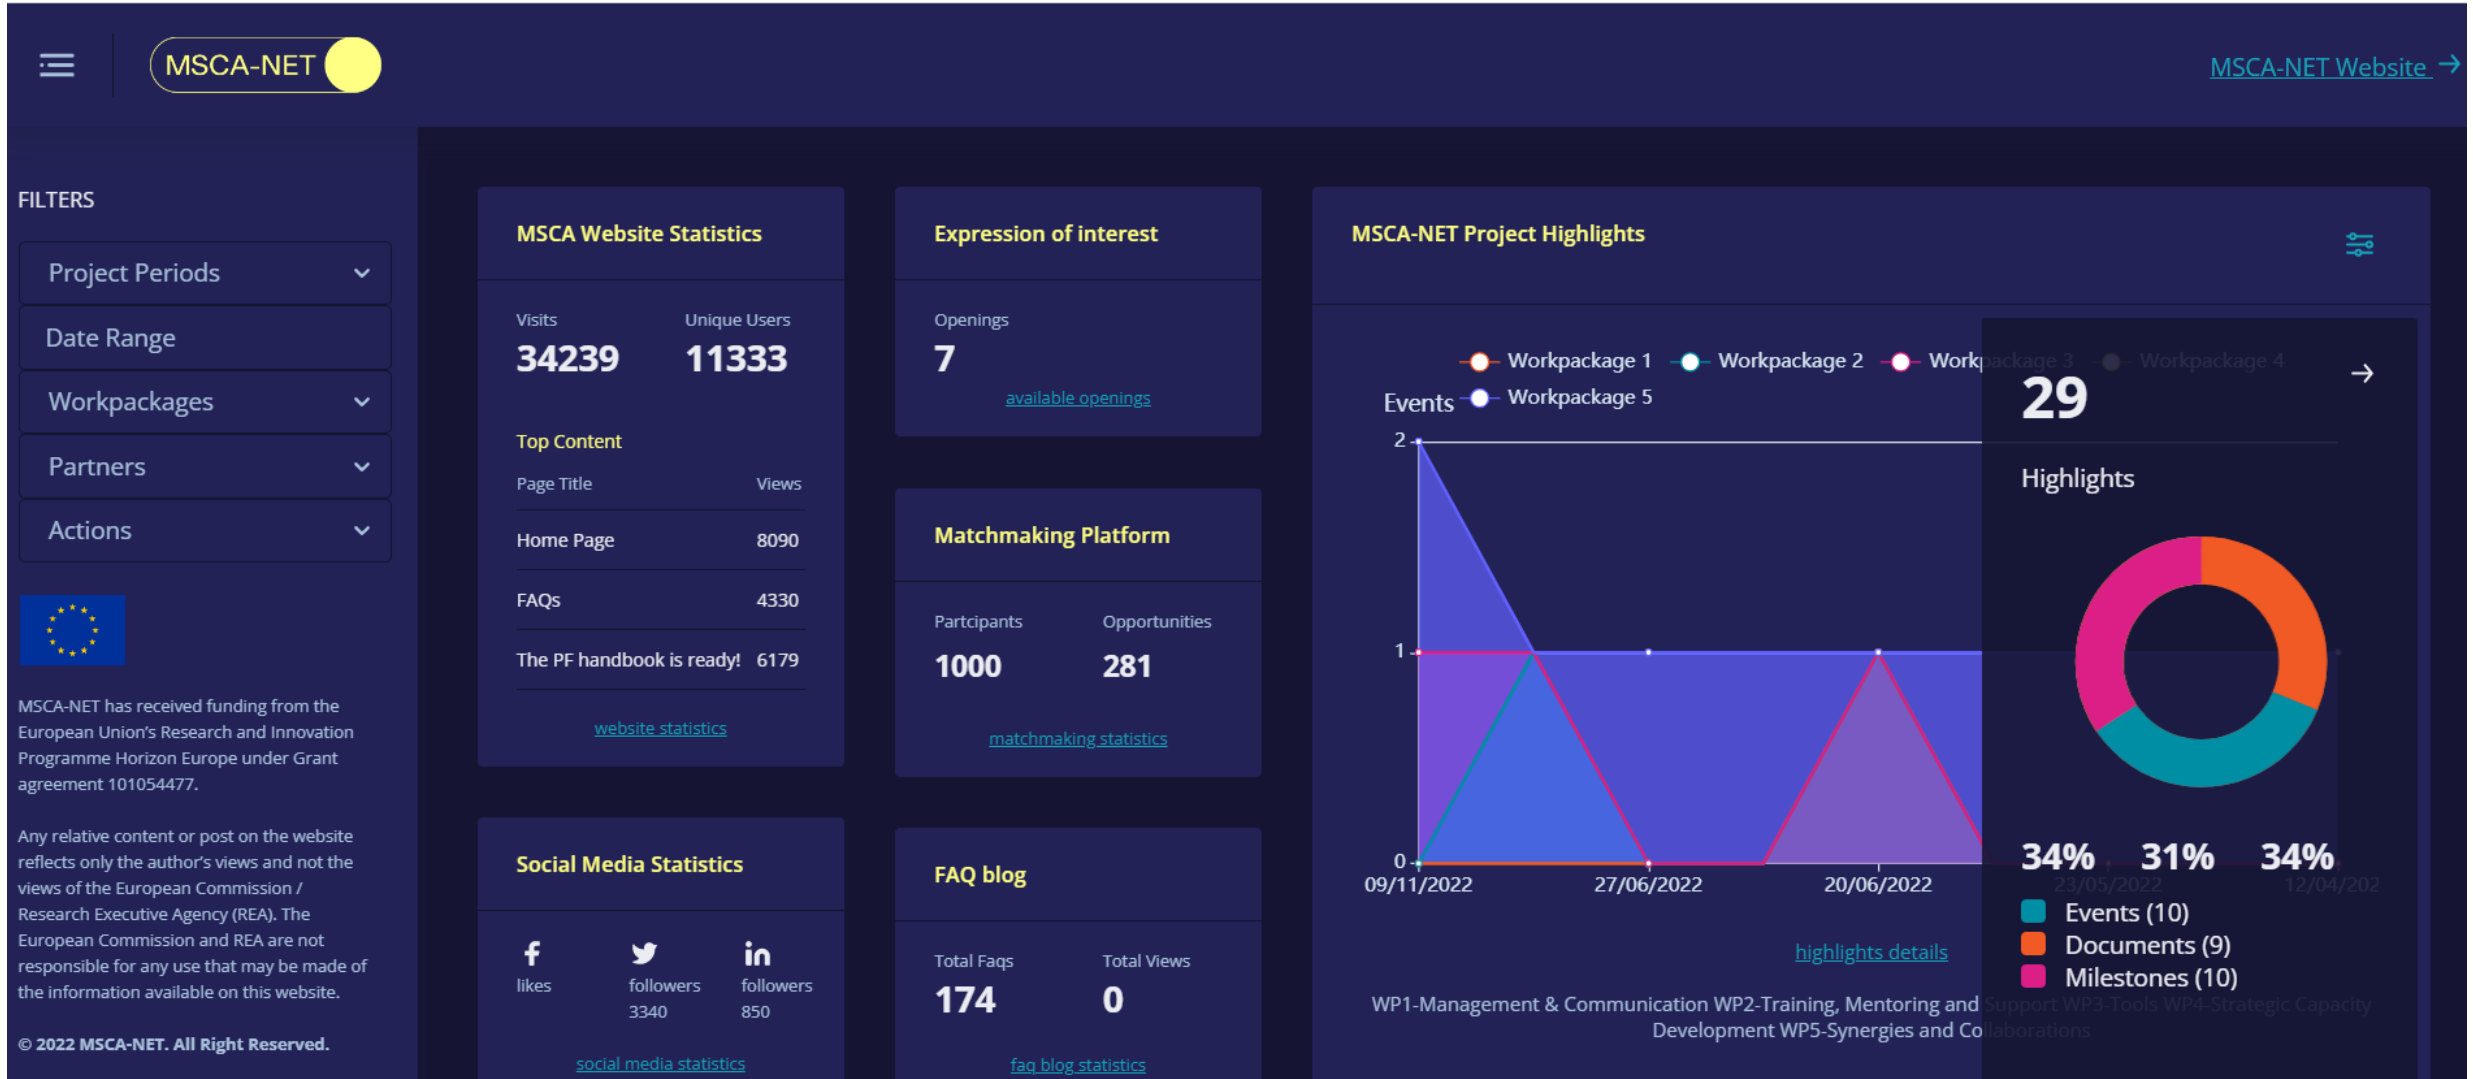 MSCA-NET
MSCA-NET Website
FILTERS
Project Periods
Date Range
Workpackages
Partners
Actions
MSCA-NET has received funding from the
European Union's Research and Innovation
Programme Horizon Europe under Grant
agreement 101054477.
Any relative content or post on the website
reflects only the author's views and not the
views of the European Commission /
Research Executive Agency (REA). The
European Commission and REA are not
responsible for any use that may be made of
the information available on this website.
© 2022 MSCA-NET. All Right Reserved.
MSCA Website Statistics
Visits Unique Users
34239 11333
Top Content
Page Title Views
Home Page 8090
FAQs 4330
The PF handbook is ready! 6179
website statistics
Social Media Statistics
likes followers followers
3340 850
social media statistics
Expression of interest
Openings
7
available openings
Matchmaking Platform
Partcipants Opportunities
1000 281
matchmaking statistics
FAQ blog
Total Faqs Total Views
174 0
faq blog statistics
MSCA-NET Project Highlights
Workpackage 1 Workpackage 2 Workpackage 3 Workpackage 4
Events Workpackage 5
2
1
0
09/11/2022 27/06/2022 20/06/2022 23/05/2022 12/04/202
highlights details
WP1-Management & Communication WP2-Training, Mentoring and Support WP3-Tools WP4-Strategic Capacity
Development WP5-Synergies and Collaborations
29
Highlights
34% 31% 34%
Events (10)
Documents (9)
Milestones (10)